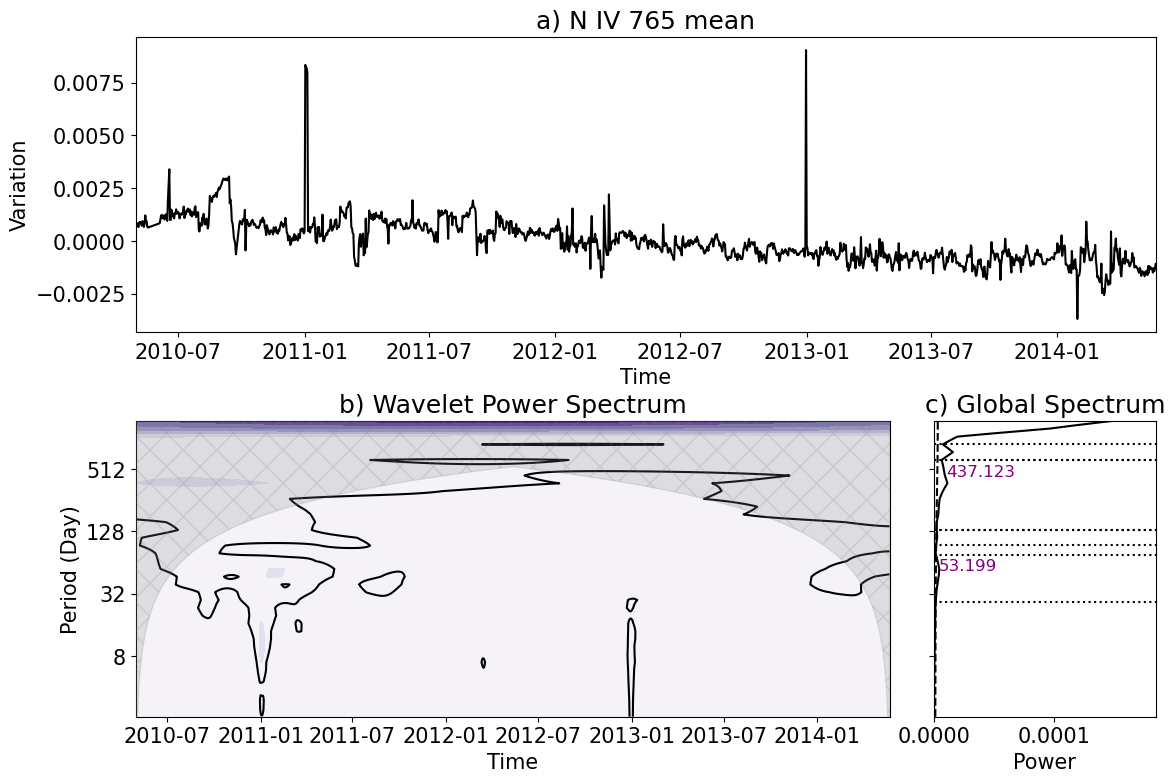 a) N IV 765 mean
Variation
0.0075
0.0050
0.0025
0.0000
−0.0025
2010-07 2011-01 2011-07 2012-01 2012-07 2013-01 2013-07 2014-01
Time
b) Wavelet Power Spectrum
Period (Day)
512
128
32
8
2010-07 2011-01 2011-07 2012-01 2012-07 2013-01 2013-07 2014-01
Time
c) Global Spectrum
437.123
53.199
0.0000 0.0001
Power